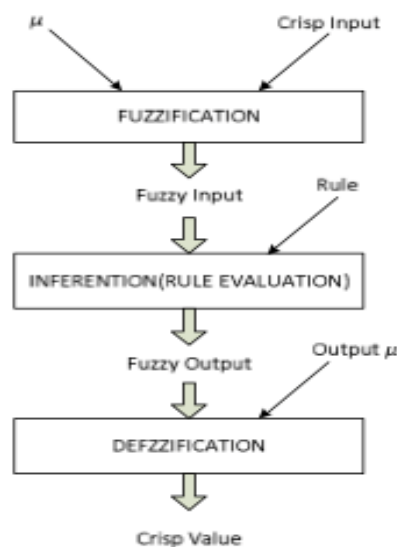 μ
Crisp Input
FUZZIFICATION
Fuzzy Input
Rule
INFERENTION(RULE EVALUATION)
Fuzzy Output
Output μ
DEFZZIFICATION
Crisp Value